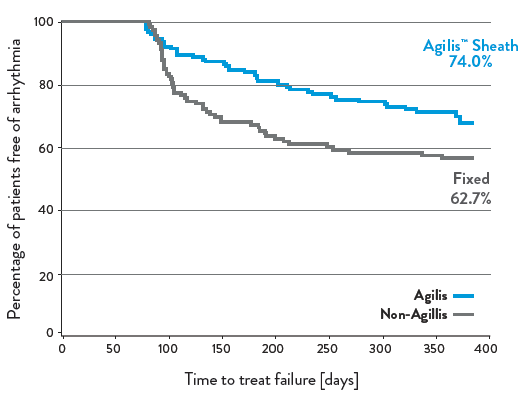 100
80
60
40
20
0
Percentage of patients free of arrhythmia
Agilis™ Sheath
74.0%
Fixed
62.7%
Agilis
Non-Agillis
0 50 100 150 200 250 300 350 400
Time to treat failure [days]